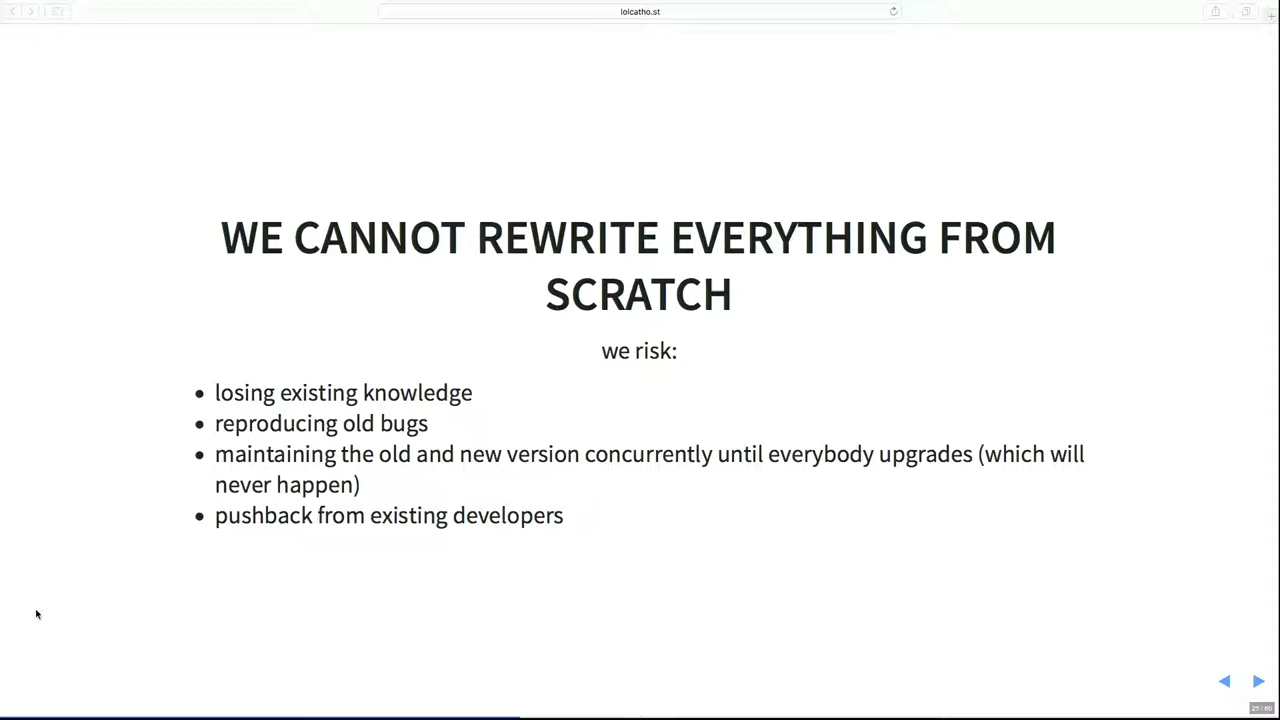 lolcatho.st
WE CANNOT REWRITE EVERYTHING FROM
SCRATCH
we risk:
• losing existing knowledge
• reproducing old bugs
• maintaining the old and new version concurrently until everybody upgrades (which will
never happen)
• pushback from existing developers